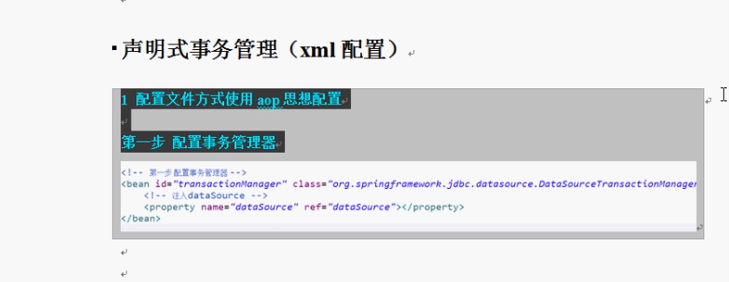 声明式事务管理（xml 配置）
1 配置文件方式使用 aop 思想配置
第一步 配置事务管理器
<!-- 第一步 配置事务管理器 -->
<bean id="transactionManager" class="org.springframework.jdbc.datasource.DataSourceTransactionManager
<!-- 注入dataSource -->
<property name="dataSource" ref="dataSource"></property>
</bean>